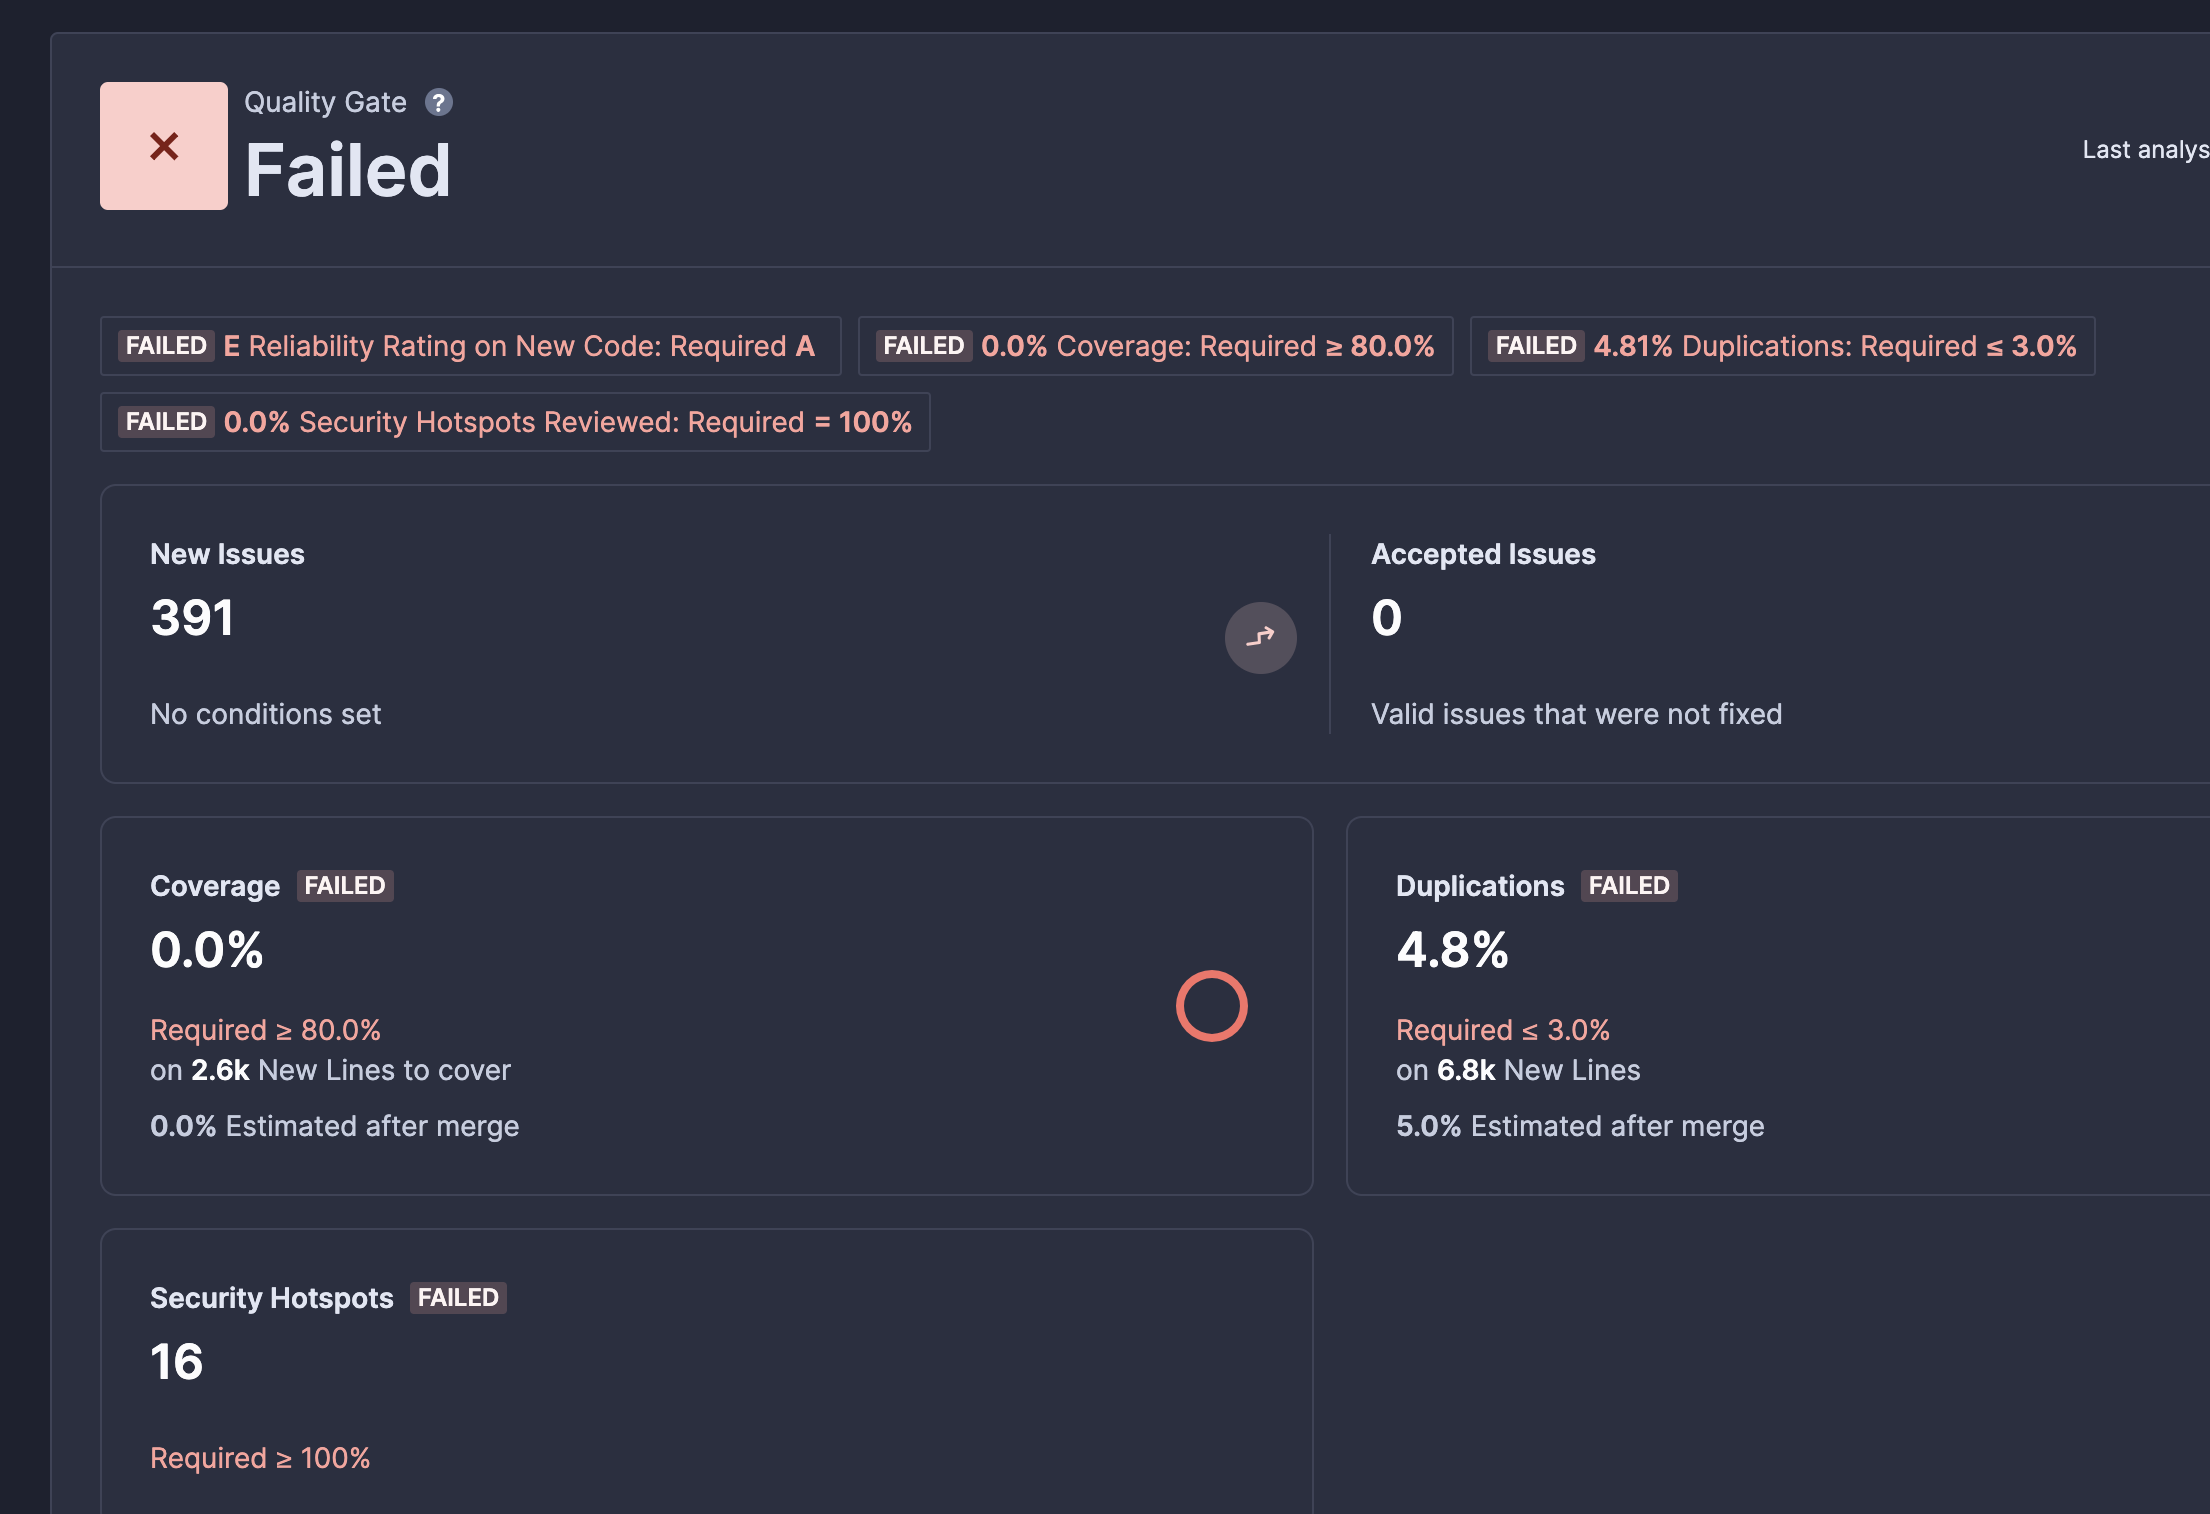 Quality Gate ?
Failed
Last analys
FAILED E Reliability Rating on New Code: Required A
FAILED 0.0% Coverage: Required ≥ 80.0%
FAILED 4.81% Duplications: Required ≤ 3.0%
FAILED 0.0% Security Hotspots Reviewed: Required = 100%
New Issues
391
No conditions set
Accepted Issues
0
Valid issues that were not fixed
Coverage FAILED
0.0%
Required ≥ 80.0%
on 2.6k New Lines to cover
0.0% Estimated after merge
Duplications FAILED
4.8%
Required ≤ 3.0%
on 6.8k New Lines
5.0% Estimated after merge
Security Hotspots FAILED
16
Required ≥ 100%